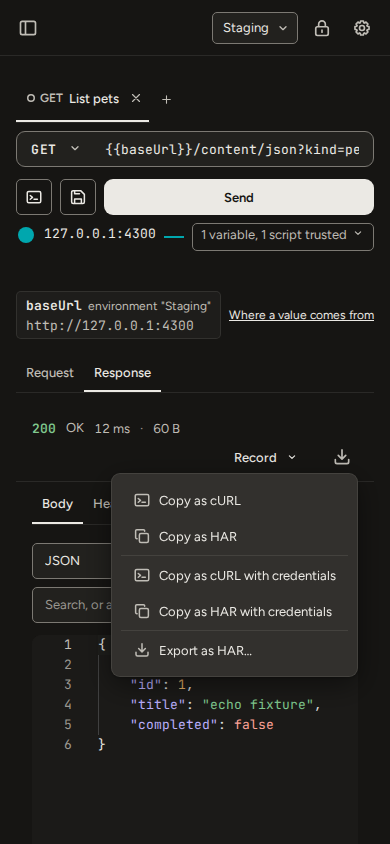 Staging
GET List pets
GET {{baseUrl}}/content/json?kind=pe
Send
127.0.0.1:4300
1 variable, 1 script trusted
baseUrl environment "Staging"
http://127.0.0.1:4300
Where a value comes from
Request Response
200 OK 12 ms · 60 B
Record
Body He
Copy as cURL
Copy as HAR
Copy as cURL with credentials
Copy as HAR with credentials
Export as HAR...
JSON
Search, or a
1 {
2
3 "id": 1,
4 "title": "echo fixture",
5 "completed": false
6 }